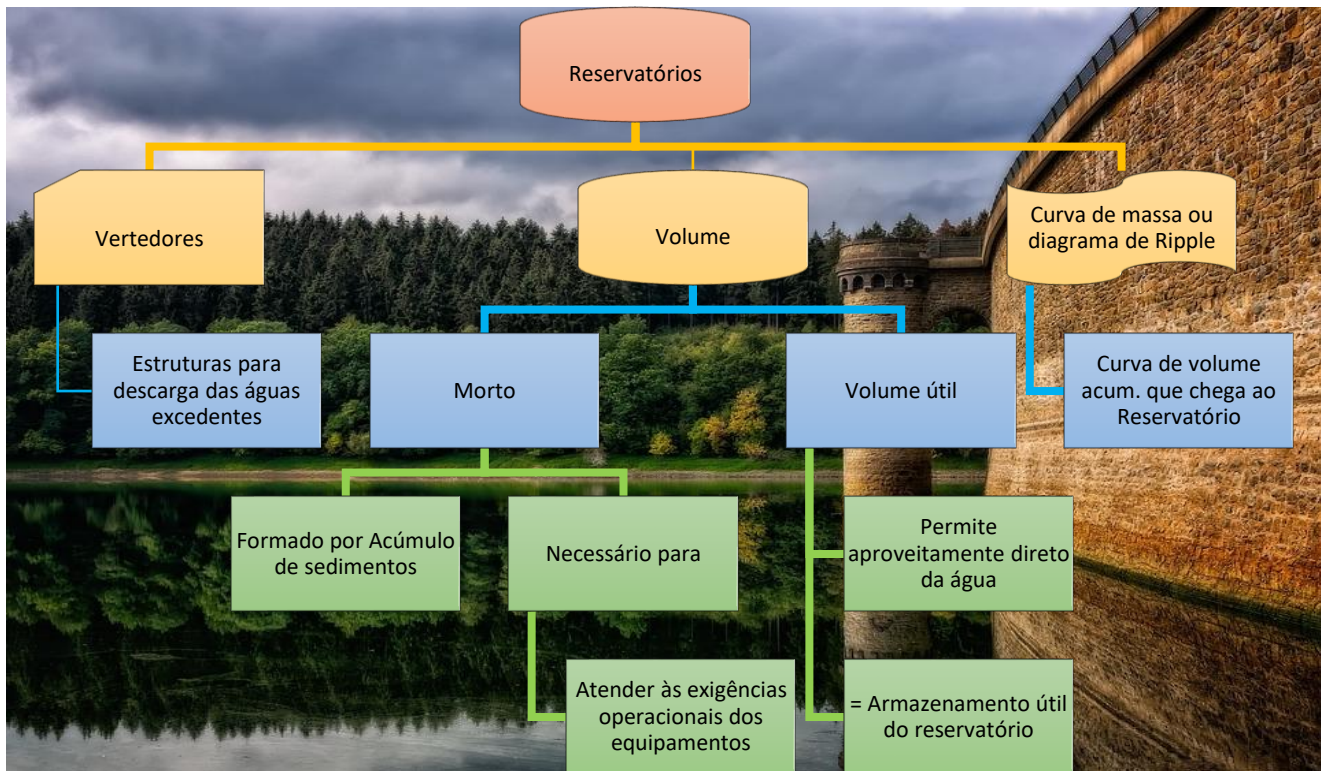 Reservatórios
Vertedores
Volume
Curva de massa ou
diagrama de Ripple
Estruturas para
descarga das águas
excedentes
Morto
Volume útil
Curva de volume
acum. que chega ao
Reservatório
Formado por Acúmulo
de sedimentos
Necessário para
Permite
aproveitamente direto
da água
Atender às exigências
operacionais dos
equipamentos
= Armazenamento útil
do reservatório